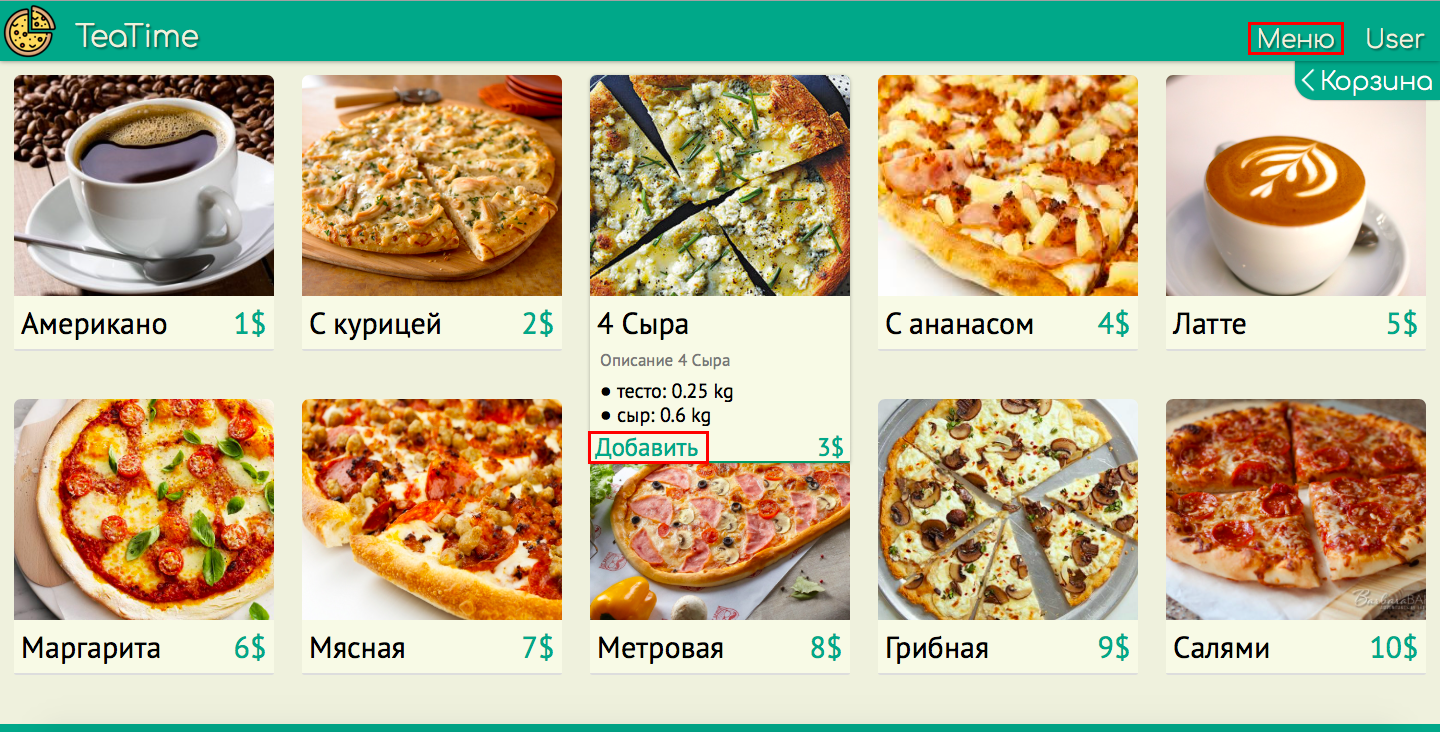 TeaTime
Меню User
Корзина
Американо 1$
С курицей 2$
4 Сыра
С ананасом 4$
Латте 5$
Описание 4 Сыра
● тесто: 0.25 kg
● сыр: 0.6 kg
Добавить 3$
Маргарита 6$
Мясная 7$
Метровая 8$
Грибная 9$
Салями 10$